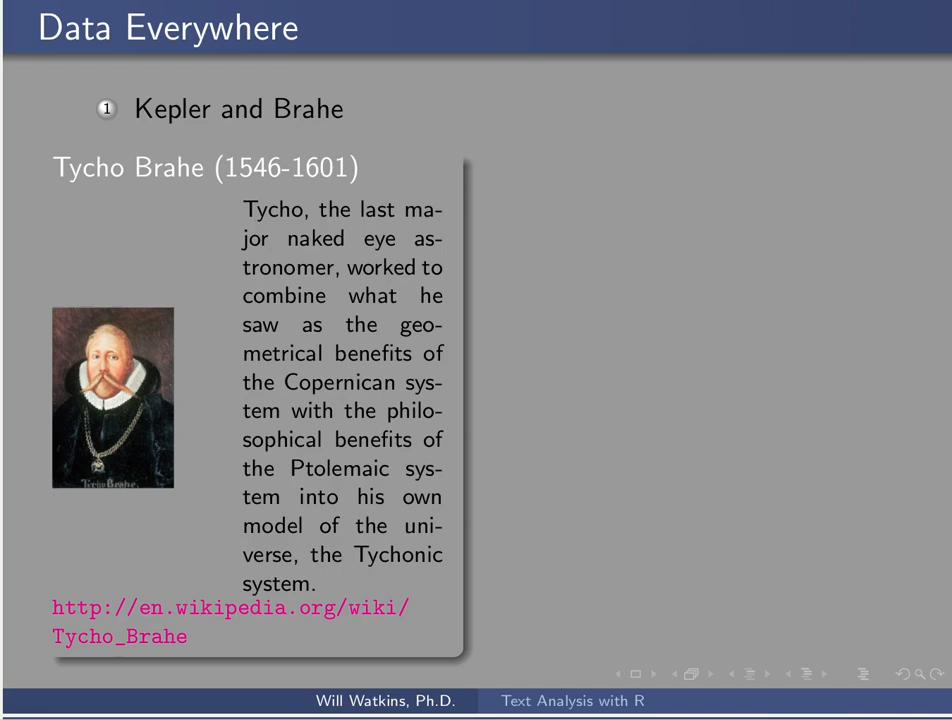 Data Everywhere
1 Kepler and Brahe
Tycho Brahe (1546-1601)
Tycho, the last ma-
jor naked eye as-
tronomer, worked to
combine what he
saw as the geo-
metrical benefits of
the Copernican sys-
tem with the philo-
sophical benefits of
the Ptolemaic sys-
tem into his own
model of the uni-
verse, the Tychonic
system.
Tycho Brahe.
http://en.wikipedia.org/wiki/
Tycho_Brahe
Will Watkins, Ph.D.
Text Analysis with R